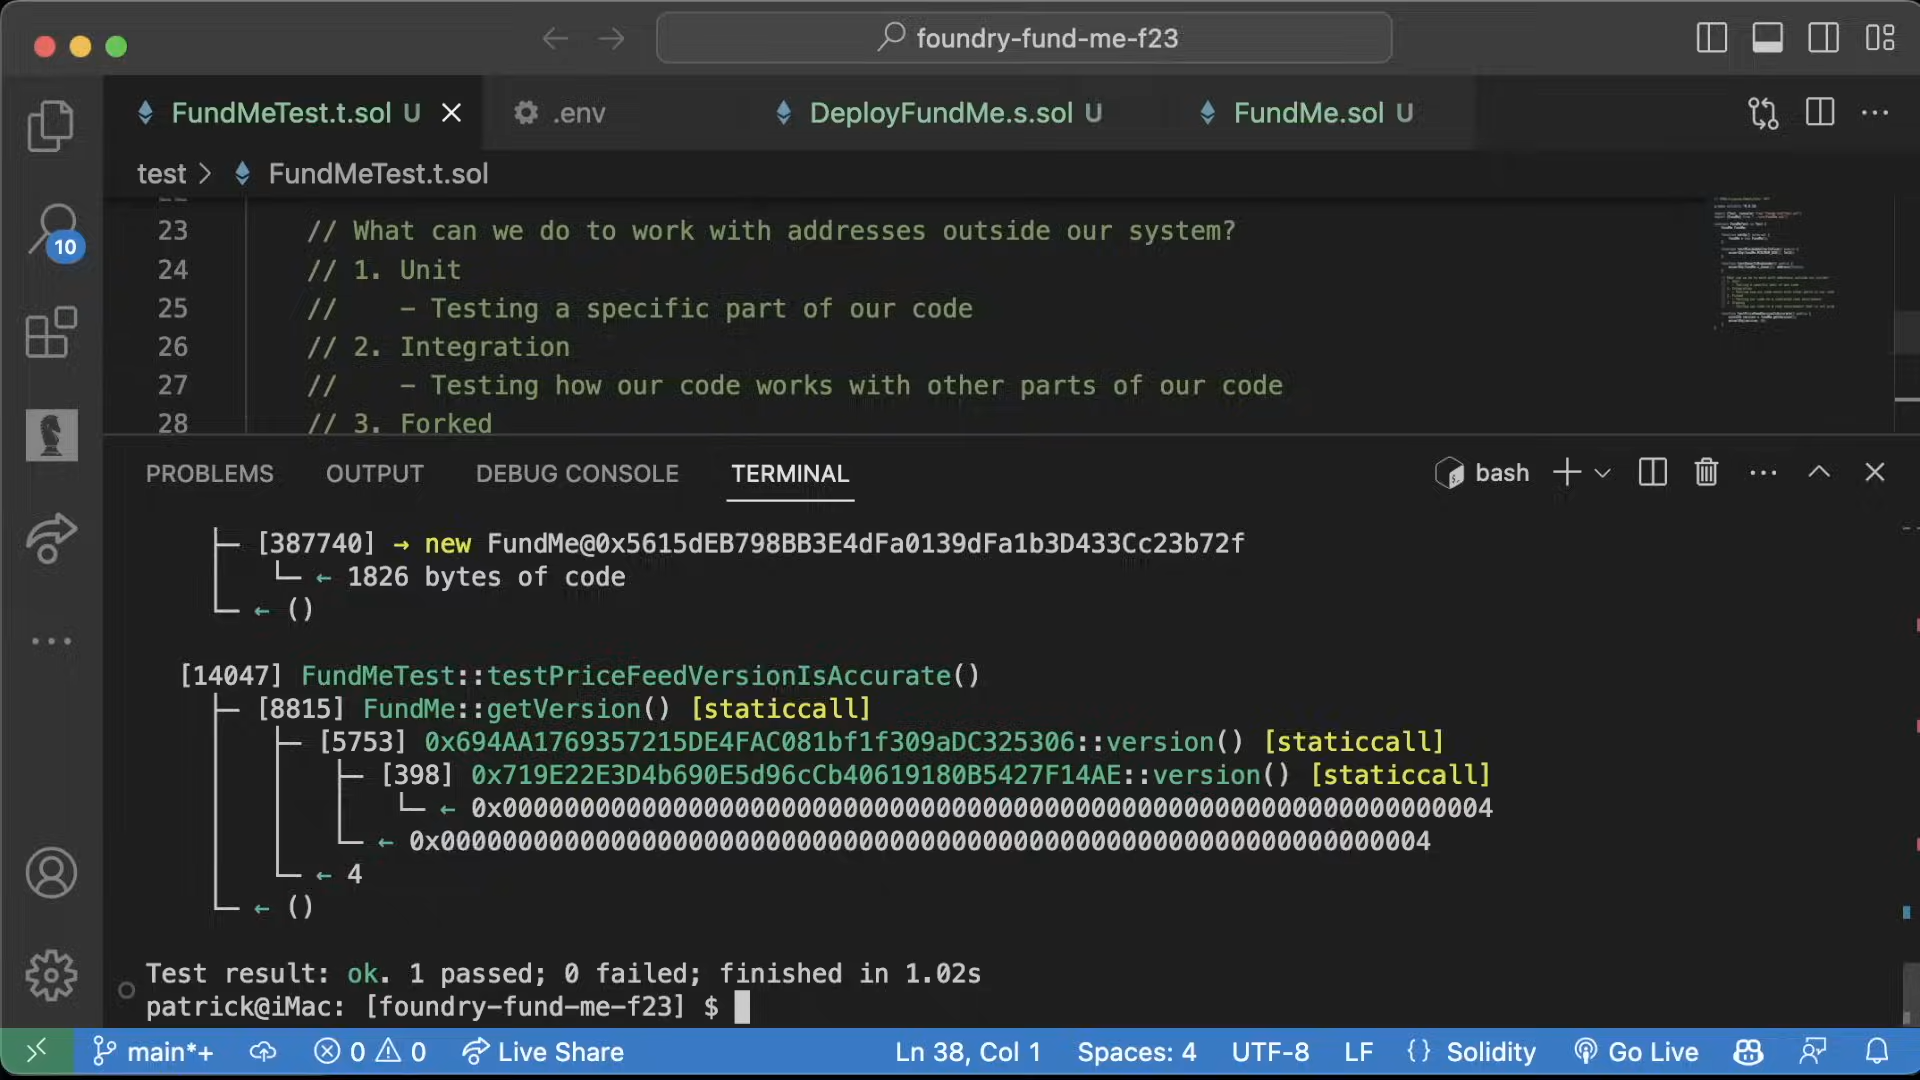 foundry-fund-me-f23
FundMeTest.t.sol U
.env
DeployFundMe.s.sol U
FundMe.sol U
test > FundMeTest.t.sol
10
23 // What can we do to work with addresses outside our system?
24 // 1. Unit
25 //    - Testing a specific part of our code
26 // 2. Integration
27 //    - Testing how our code works with other parts of our code
28 // 3. Forked
PROBLEMS OUTPUT DEBUG CONSOLE TERMINAL
bash
├─ [387740] → new FundMe@0x5615dEB798BB3E4dFa0139dFa1b3D433Cc23b72f
│   └─ ← 1826 bytes of code
└─ ← ()
[14047] FundMeTest::testPriceFeedVersionIsAccurate()
├─ [8815] FundMe::getVersion() [staticcall]
│   ├─ [5753] 0x694AA1769357215DE4FAC081bf1f309aDC325306::version() [staticcall]
│   │   ├─ [398] 0x719E22E3D4b690E5d96cCb40619180B5427F14AE::version() [staticcall]
│   │   │   └─ ← 0x0000000000000000000000000000000000000000000000000000000000000004
│   │   └─ ← 0x0000000000000000000000000000000000000000000000000000000000000004
│   └─ ← 4
└─ ← ()
Test result: ok. 1 passed; 0 failed; finished in 1.02s
patrick@iMac: [foundry-fund-me-f23] $
main*+ 0 0 Live Share Ln 38, Col 1 Spaces: 4 UTF-8 LF {} Solidity Go Live